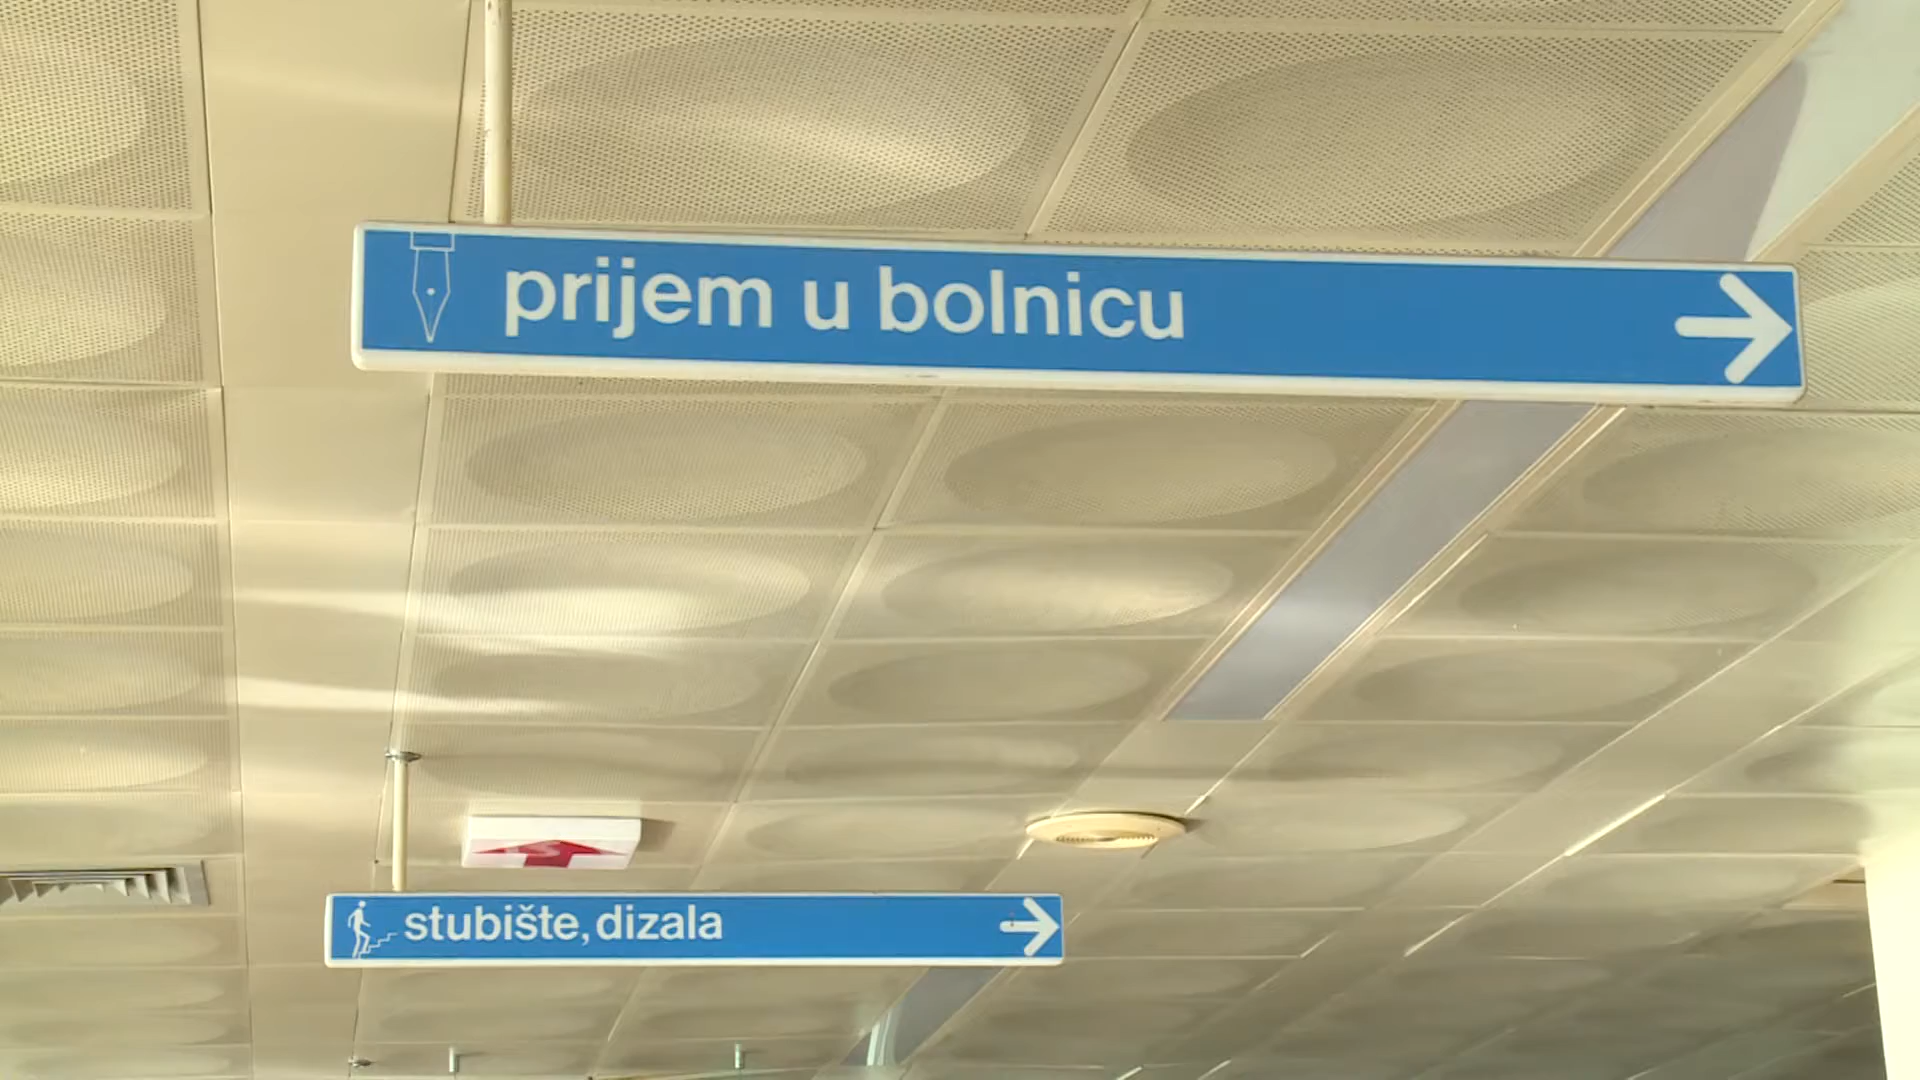 prijem u bolnicu
stubište, dizala